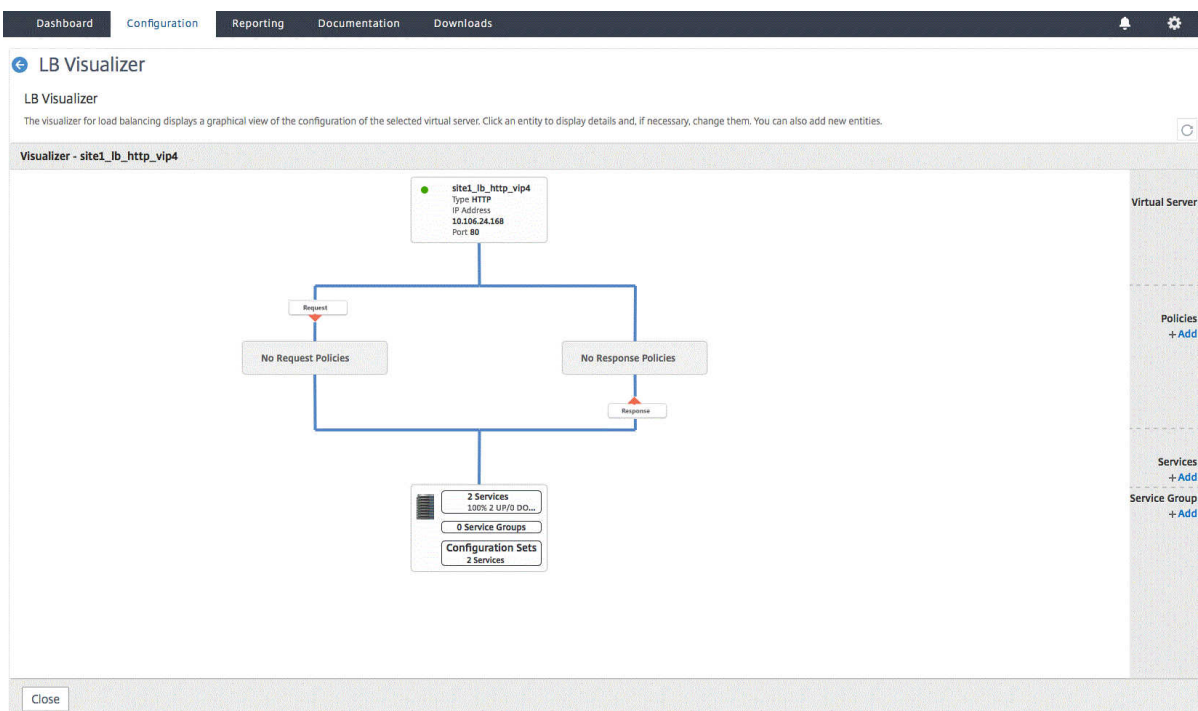 Dashboard Configuration Reporting Documentation Downloads
LB Visualizer
LB Visualizer
The visualizer for load balancing displays a graphical view of the configuration of the selected virtual server. Click an entity to display details and, if necessary, change them. You can also add new entities.
Visualizer - site1_lb_http_vip4
site1_lb_http_vip4
Type HTTP
IP Address
10.106.24.168
Port 80
Virtual Server
Request
Policies
+Add
No Request Policies
No Response Policies
Response
Services
+Add
Service Group
+Add
2 Services
100% 2 UP/0 DO...
0 Service Groups
Configuration Sets
2 Services
Close